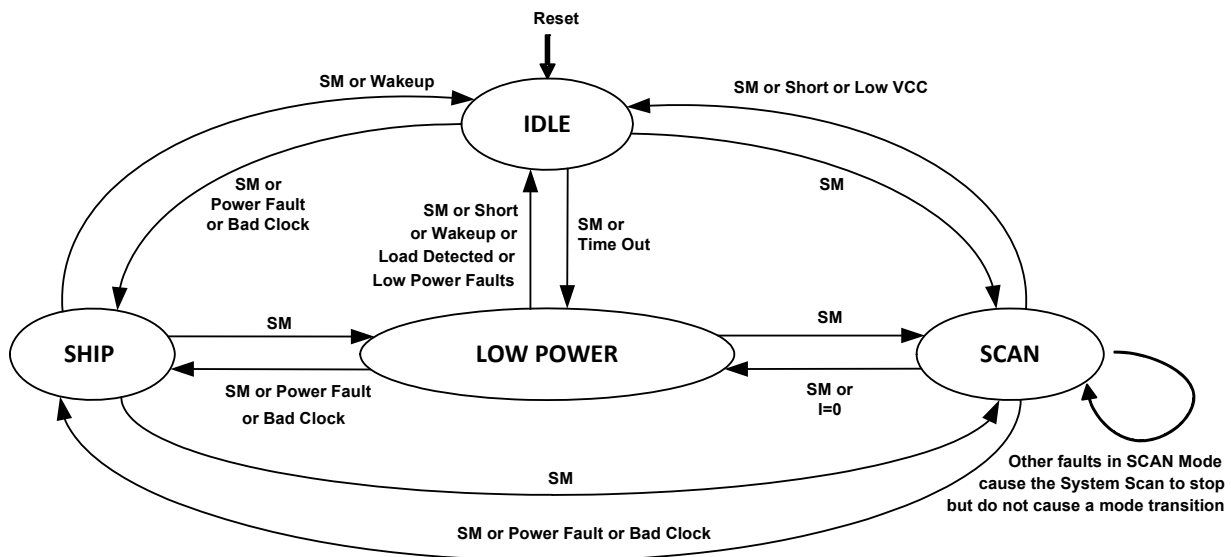 Reset
SM or Wakeup
SM or Short or Low VCC
IDLE
SM or
Power Fault
or Bad Clock
SM or Short
or Wakeup or
Load Detected or
Low Power Faults
SM or
Time Out
SM
SM
SM
SHIP
LOW POWER
SCAN
SM or Power Fault
or Bad Clock
SM or
I=0
SM
Other faults in SCAN Mode
cause the System Scan to stop
but do not cause a mode transition
SM or Power Fault or Bad Clock